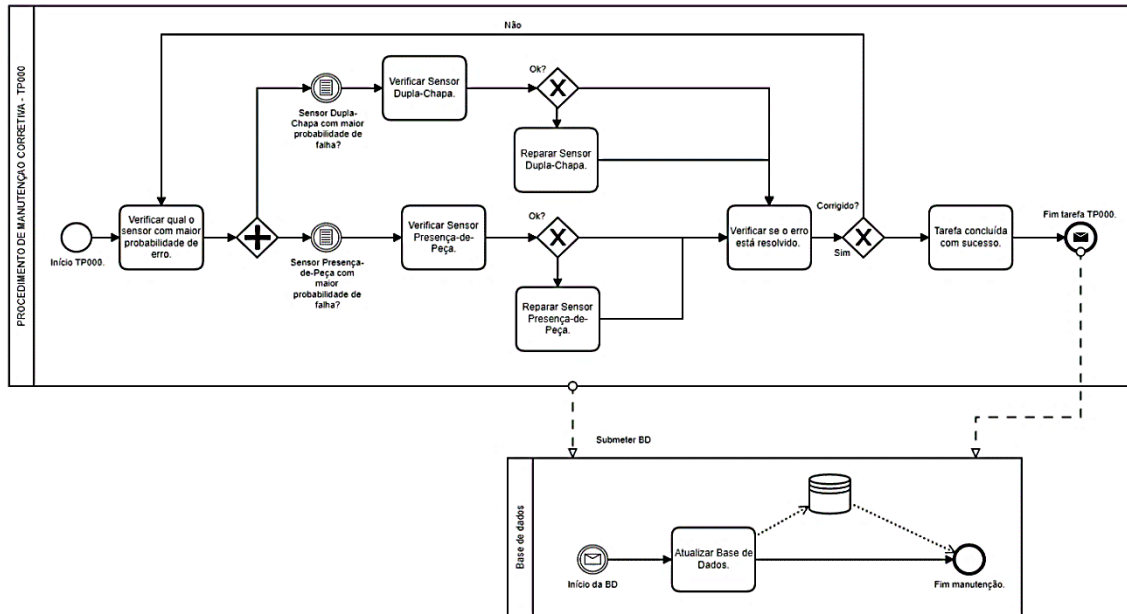 PROCEDIMENTO DE MANUTENÇÃO CORRETIVA - TP000
Não
Início TP000.
Verificar qual o
sensor com maior
probabilidade de
erro.
Sensor Dupla-
Chapa com maior
probabilidade de
falha?
Verificar Sensor
Dupla-Chapa.
Ok?
Reparar Sensor
Dupla-Chapa.
Sensor Presença-
de-Peça com
maior
probabilidade de
falha?
Verificar Sensor
Presença-de-
Peça.
Ok?
Reparar Sensor
Presença-de-
Peça.
Verificar se o erro
está resolvido.
Corrigido?
Sim
Tarefa concluída
com sucesso.
Fim tarefa TP000.
Submeter BD
Base de dados
Início da BD
Atualizar Base de
Dados.
Fim manutenção.